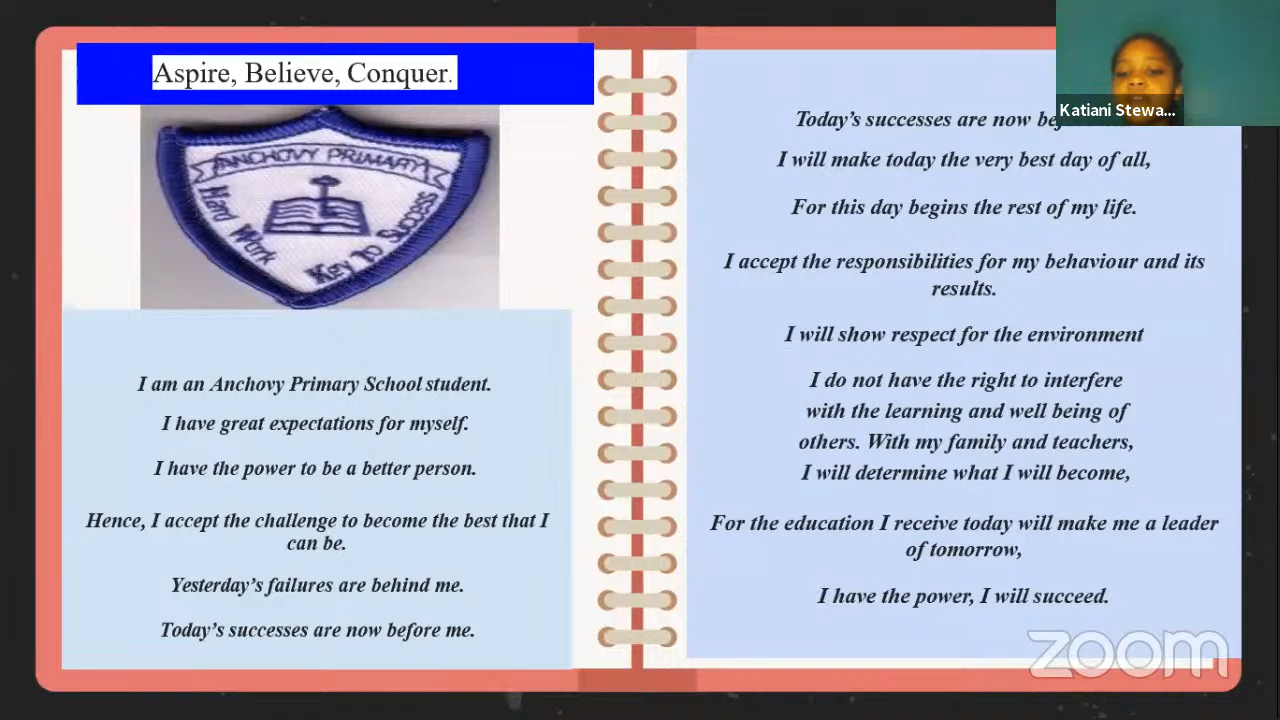 Aspire, Believe, Conquer.
ANCHOVY PRIMARY
Hard Work
Key To Success
I am an Anchovy Primary School student.
I have great expectations for myself.
I have the power to be a better person.
Hence, I accept the challenge to become the best that I
can be.
Yesterday's failures are behind me.
Today's successes are now before me.
Katiani Stewa...
Today's successes are now
I will make today the very best day of all,
For this day begins the rest of my life.
I accept the responsibilities for my behaviour and its
results.
I will show respect for the environment
I do not have the right to interfere
with the learning and well being of
others. With my family and teachers,
I will determine what I will become,
For the education I receive today will make me a leader
of tomorrow,
I have the power, I will succeed.
zoom